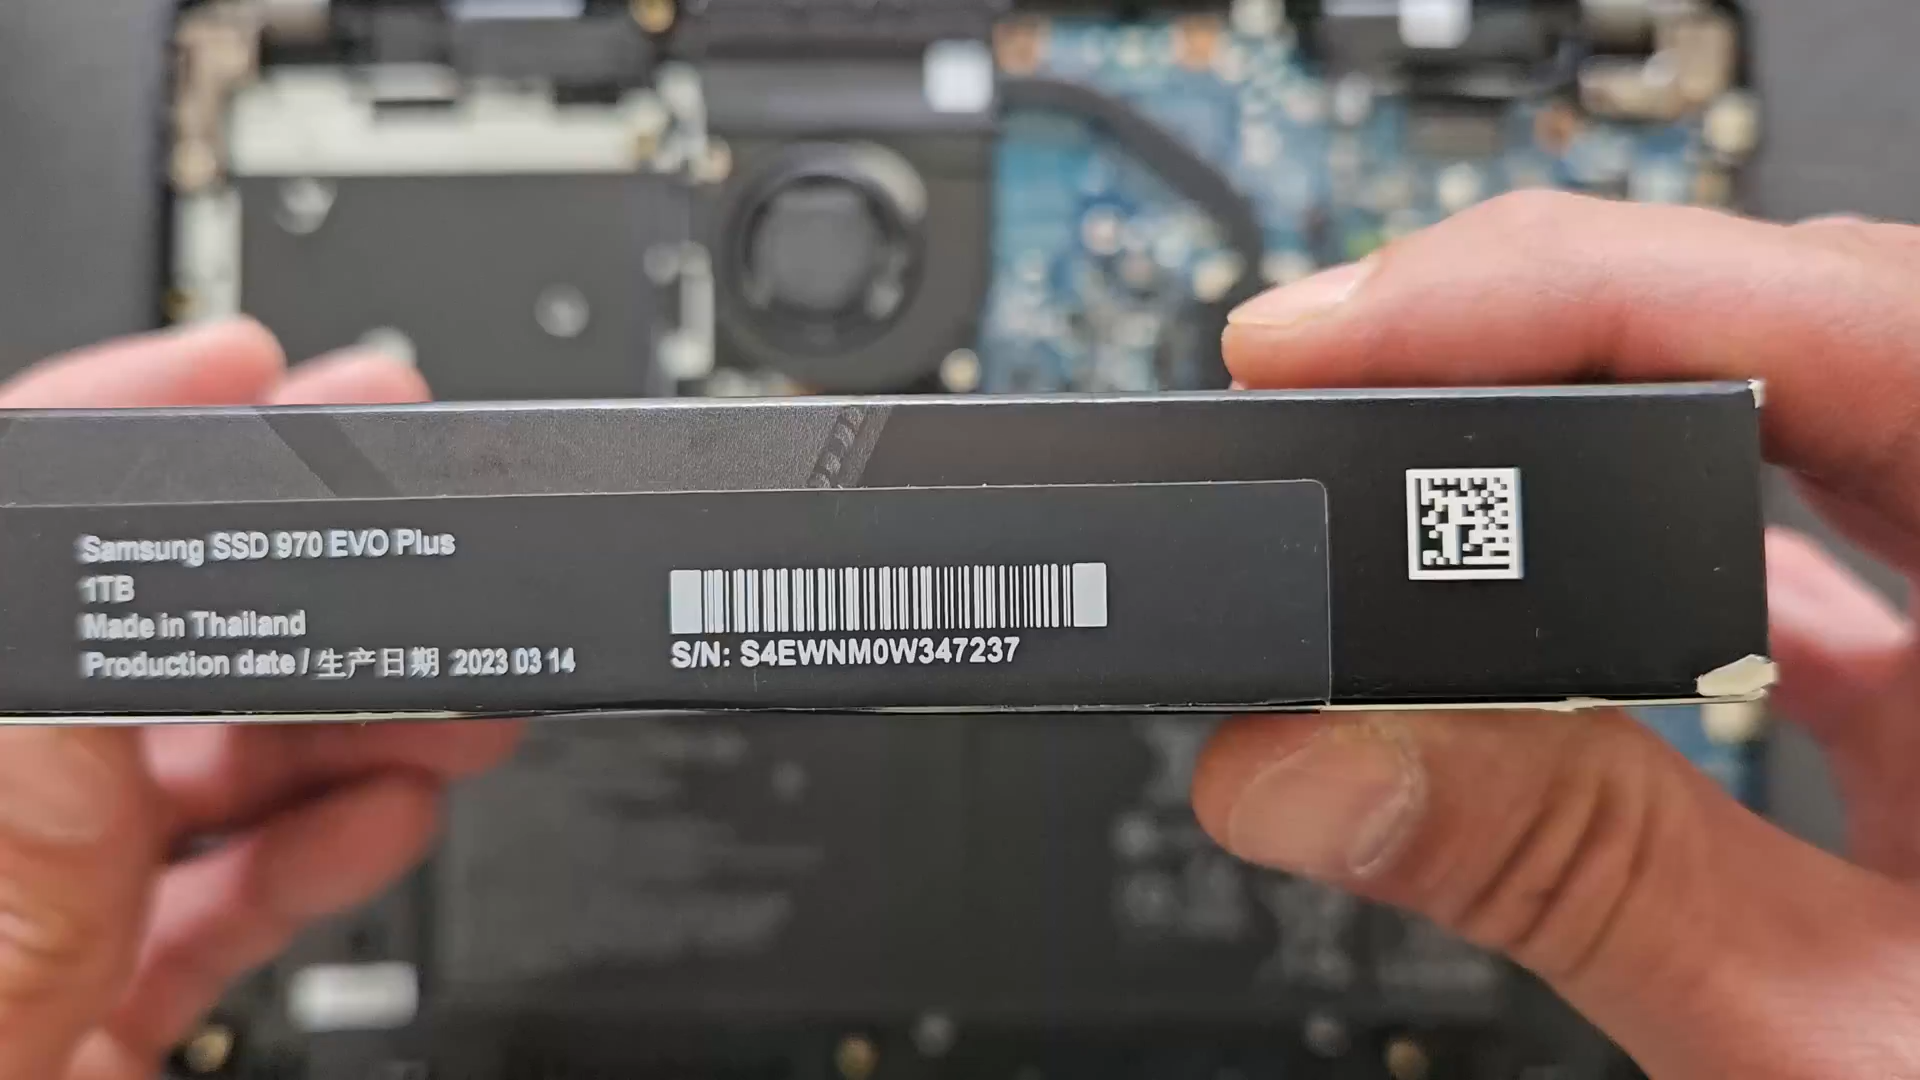 Samsung SSD 970 EVO Plus
1TB
Made in Thailand
Production date / 生产日期 2023 03 14
S/N: S4EWNM0W347237